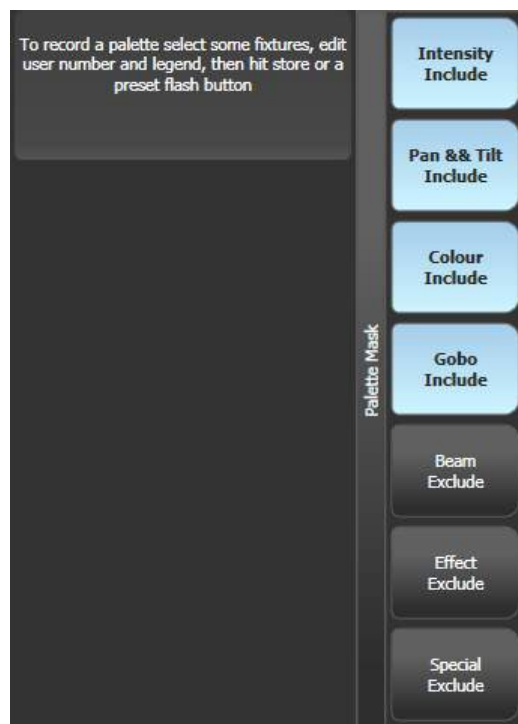 To record a palette select some fixtures, edit
user number and legend, then hit store or a
preset flash button
Palette Mask
Intensity
Include
Pan && Tilt
Include
Colour
Include
Gobo
Include
Beam
Exclude
Effect
Exclude
Special
Exclude